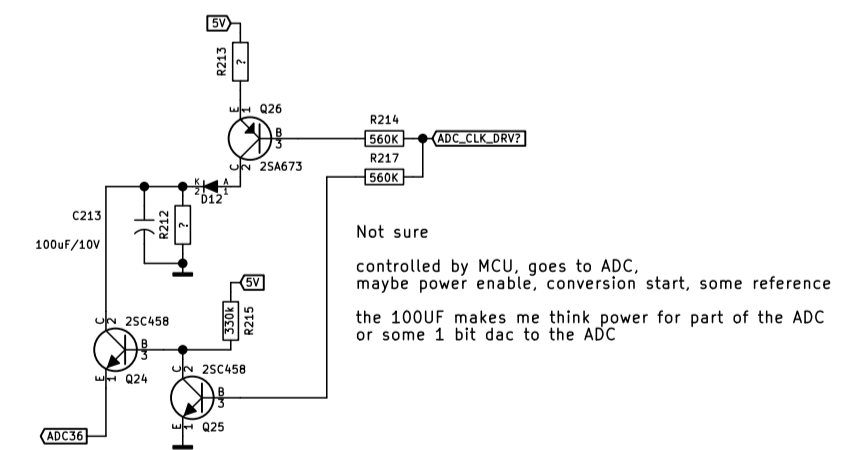 5V
R213
?
E
1
Q26
B
3
C
2
2SA673
R214
560K
ADC_CLK_DRV?
R217
560K
K
2
A
1
D12
C213
100uF/10V
R212
?
Not sure
controlled by MCU, goes to ADC,
maybe power enable, conversion start, some reference
the 100UF makes me think power for part of the ADC
or some 1 bit dac to the ADC
5V
330k
R215
C
2
2SC458
B
3
E
1
Q24
C
2
2SC458
B
3
E
1
Q25
ADC36